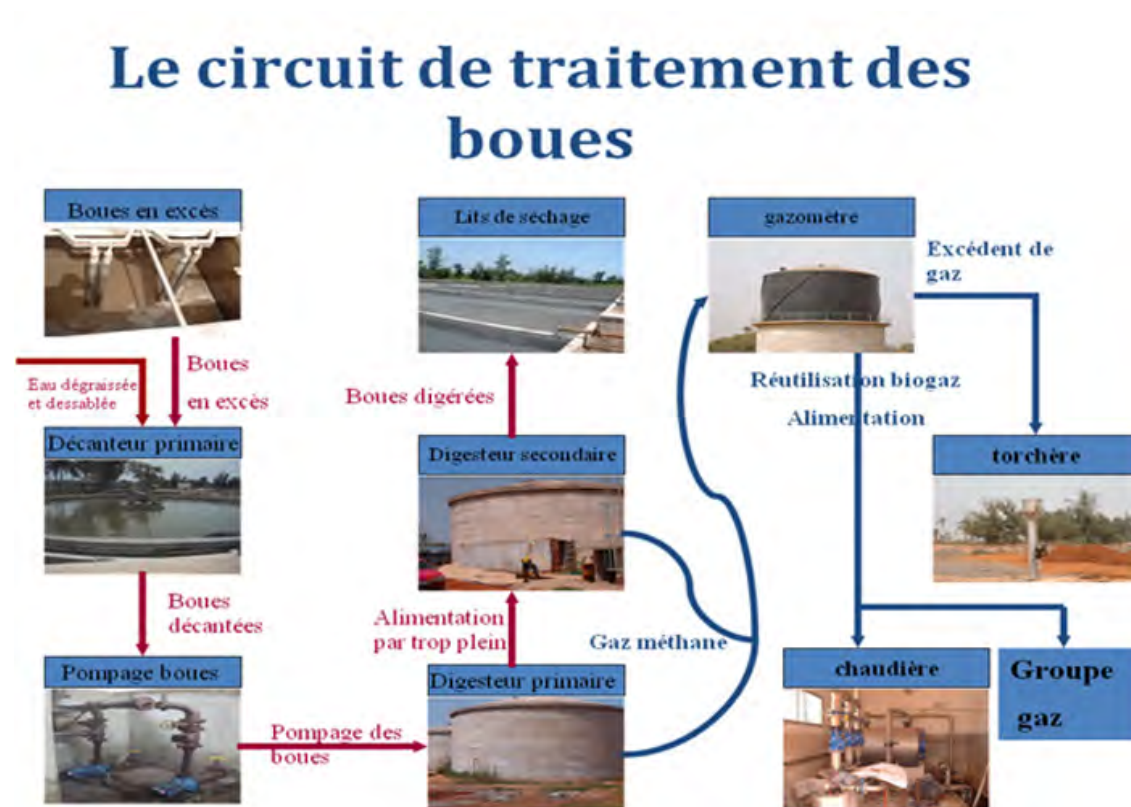 Le circuit de traitement des
boues
Boues en excès
Lits de séchage
gazomètre
Excédent de
gaz
Boues
en excès
Eau dégraissée
et dessablée
Boues digérées
Réutilisation biogaz
Alimentation
Décanteur primaire
Digesteur secondaire
torchère
Boues
décantées
Alimentation
par trop plein
Gaz méthane
Pompage boues
Digesteur primaire
chaudière
Groupe
gaz
Pompage des
boues